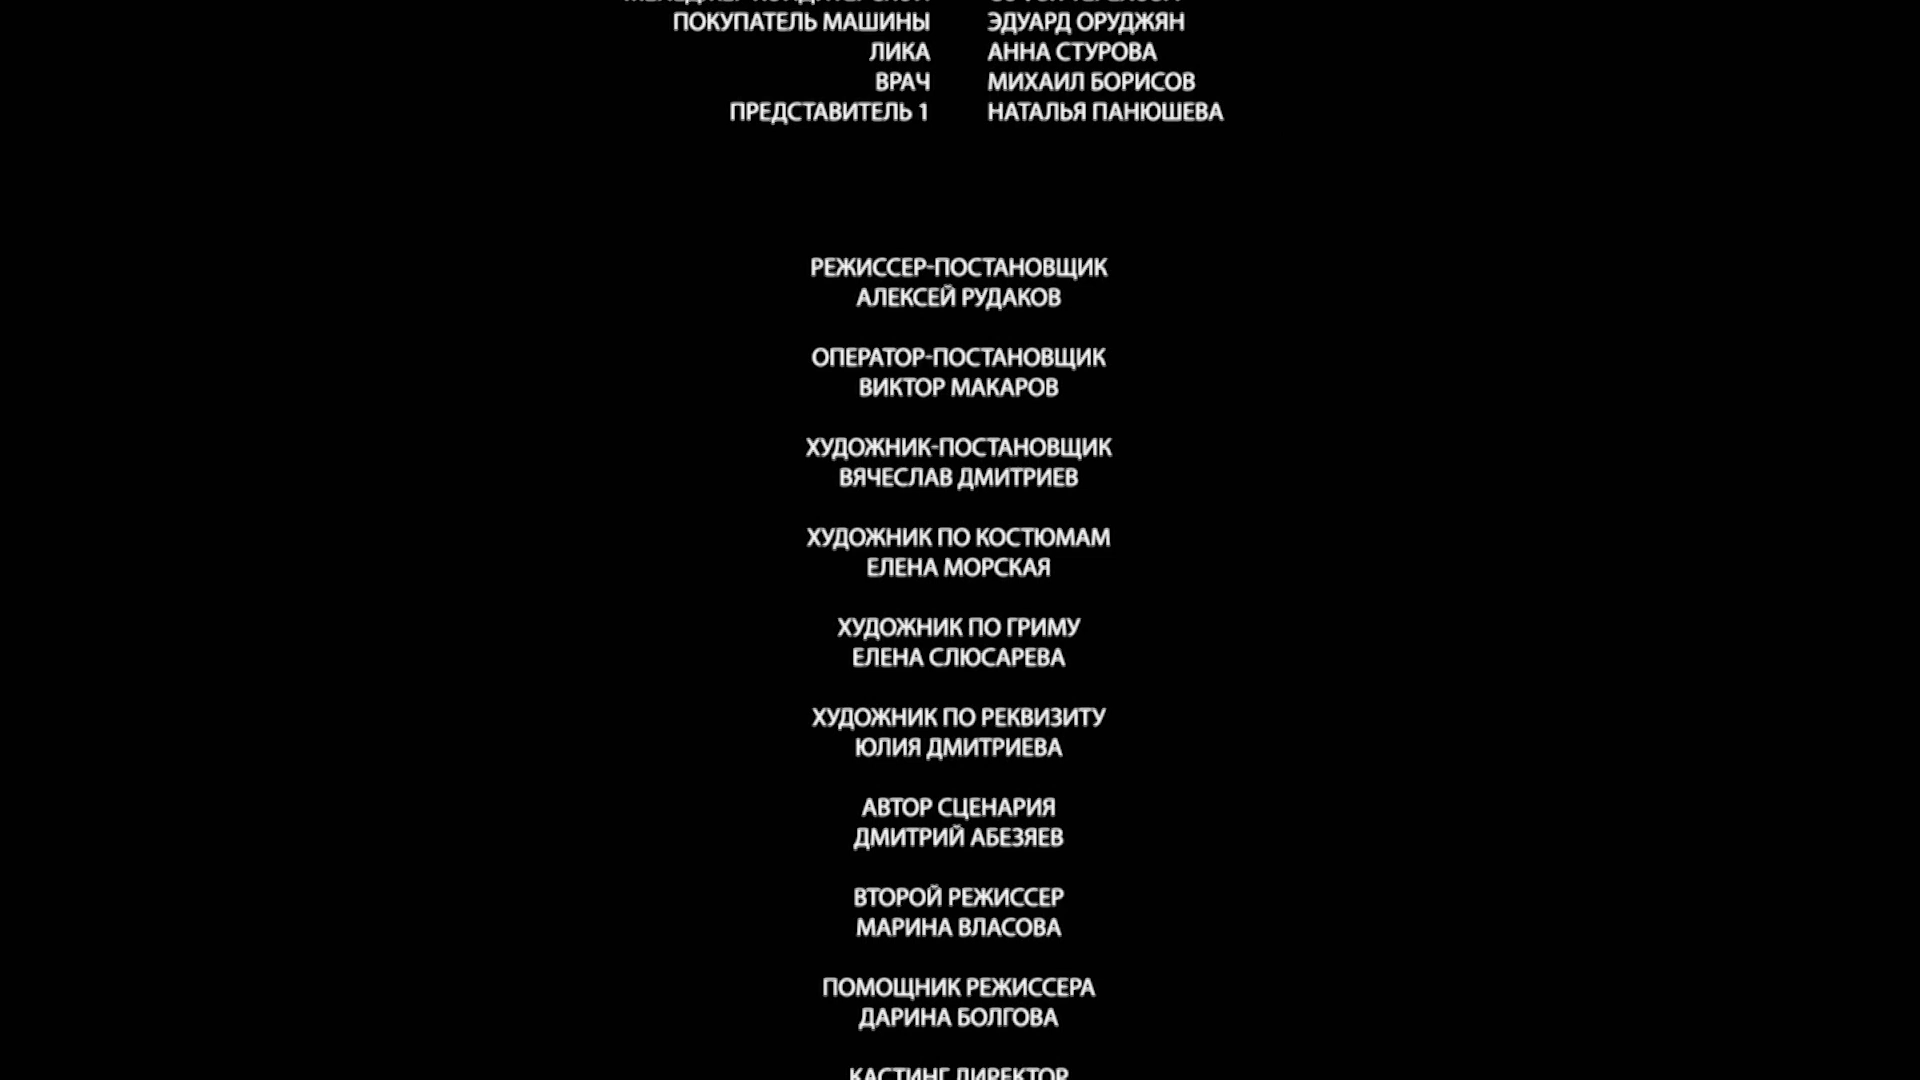 ПОКУПАТЕЛЬ МАШИНЫ ЭДУАРД ОРУДЖЯН
ЛИКА АННА СТУРОВА
ВРАЧ МИХАИЛ БОРИСОВ
ПРЕДСТАВИТЕЛЬ 1 НАТАЛЬЯ ПАНЮШЕВА
РЕЖИССЕР-ПОСТАНОВЩИК
АЛЕКСЕЙ РУДАКОВ
ОПЕРАТОР-ПОСТАНОВЩИК
ВИКТОР МАКАРОВ
ХУДОЖНИК-ПОСТАНОВЩИК
ВЯЧЕСЛАВ ДМИТРИЕВ
ХУДОЖНИК ПО КОСТЮМАМ
ЕЛЕНА МОРСКАЯ
ХУДОЖНИК ПО ГРИМУ
ЕЛЕНА СЛЮСАРЕВА
ХУДОЖНИК ПО РЕКВИЗИТУ
ЮЛИЯ ДМИТРИЕВА
АВТОР СЦЕНАРИЯ
ДМИТРИЙ АБЕЗЯЕВ
ВТОРОЙ РЕЖИССЕР
МАРИНА ВЛАСОВА
ПОМОЩНИК РЕЖИССЕРА
ДАРИНА БОЛГОВА
КАСТИНГ ДИРЕКТОР